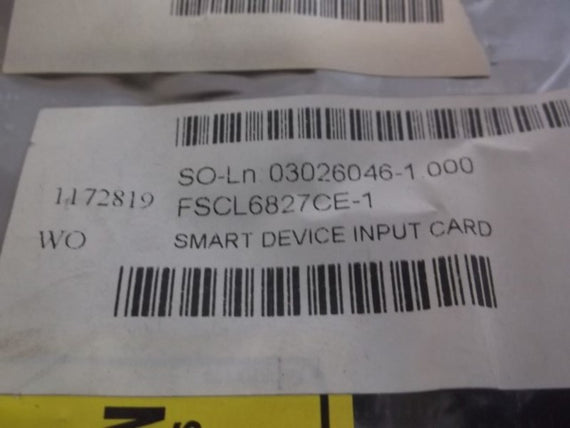 SO-Ln 03026046-1.000
1172819 FSCL6827CE-1
WO SMART DEVICE INPUT CARD
N
S